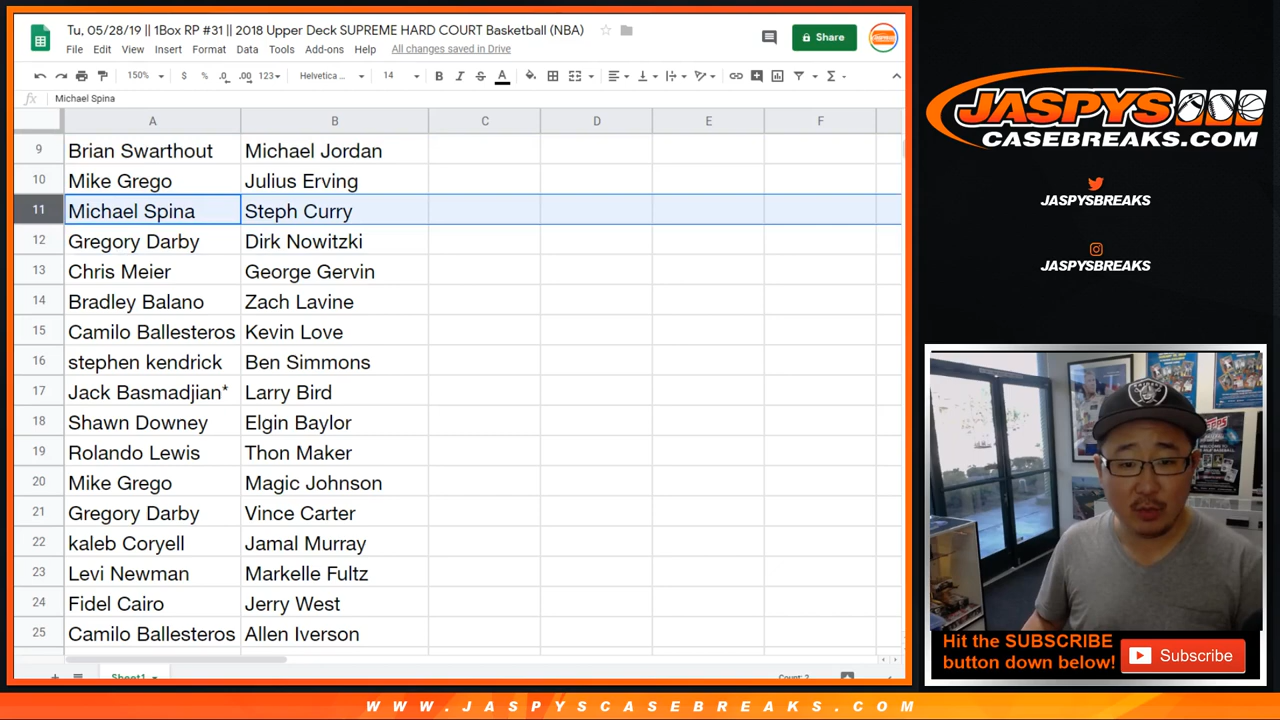 Tu, 05/28/19 || 1Box RP #31 || 2018 Upper Deck SUPREME HARD COURT Basketball (NBA)
Share
File Edit View Insert Format Data Tools Add-ons Help All changes saved in Drive
150% $ % .0 .00 123 Helvetica ... 14 B I S A
fx Michael Spina
A B C D E F
9 Brian Swarthout Michael Jordan
10 Mike Grego Julius Erving
11 Michael Spina Steph Curry
12 Gregory Darby Dirk Nowitzki
13 Chris Meier George Gervin
14 Bradley Balano Zach Lavine
15 Camilo Ballesteros Kevin Love
16 stephen kendrick Ben Simmons
17 Jack Basmadjian* Larry Bird
18 Shawn Downey Elgin Baylor
19 Rolando Lewis Thon Maker
20 Mike Grego Magic Johnson
21 Gregory Darby Vince Carter
22 kaleb Coryell Jamal Murray
23 Levi Newman Markelle Fultz
24 Fidel Cairo Jerry West
25 Camilo Ballesteros Allen Iverson
Sheet1
Count: 2
JASPYS
CASEBREAKS.COM
JASPYSBREAKS
JASPYSBREAKS
Hit the SUBSCRIBE
button down below!
Subscribe
WWW.JASPYSCASEBREAKS.COM